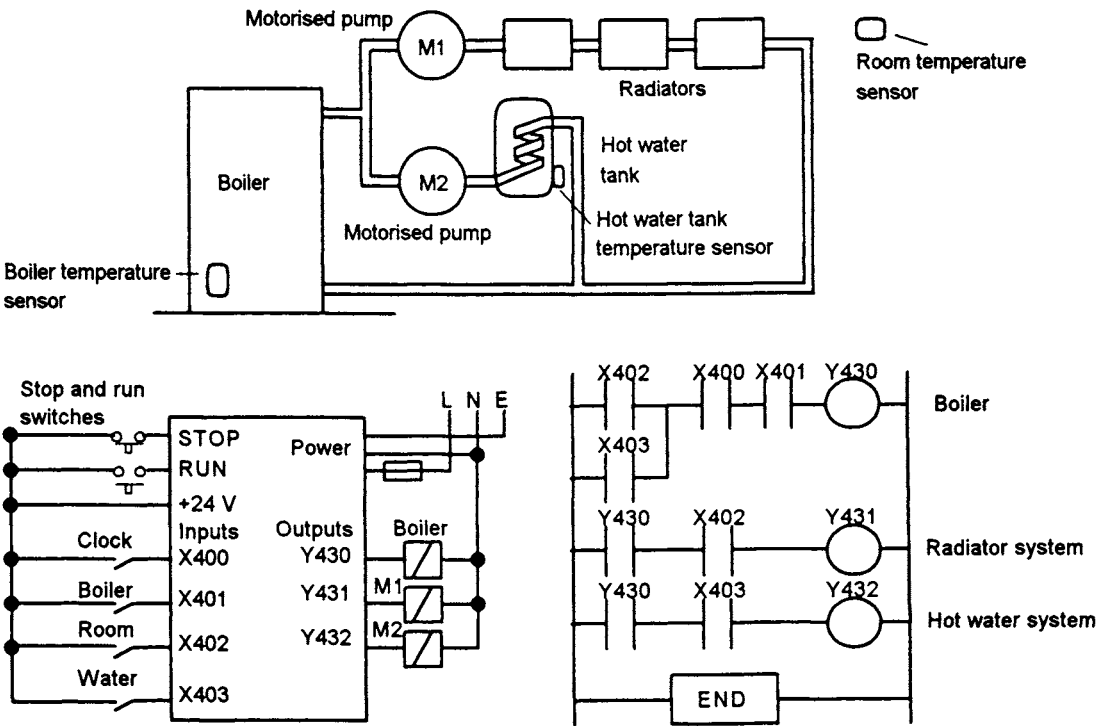 Motorised pump
M1
Radiators
Room temperature
sensor
Boiler
M2
Hot water
tank
Motorised pump
Hot water tank
temperature sensor
Boiler temperature
sensor
Stop and run
switches
L N E
STOP
RUN
+24 V
Power
Inputs
Outputs
Clock
X400
Boiler
X401
Room
X402
Water
X403
Y430
Boiler
Y431
M1
Y432
M2
X402
X400
X401
Y430
Boiler
X403
Y430
X402
Y431
Radiator system
Y430
X403
Y432
Hot water system
END